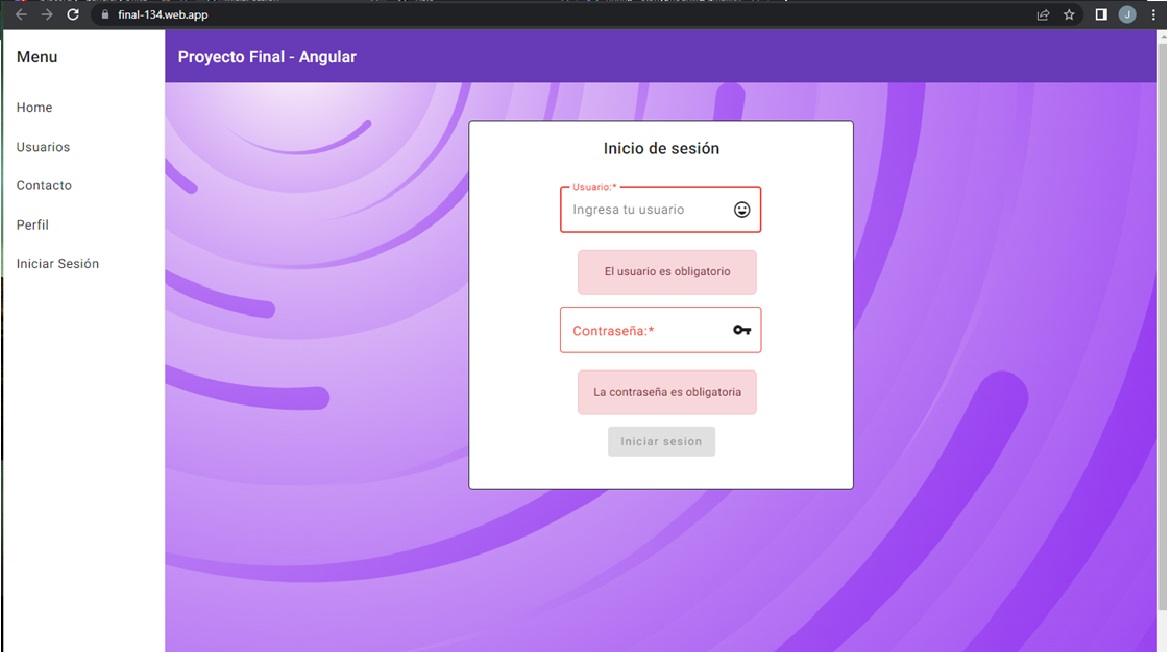 final-134.web.app
J
Menu
Proyecto Final - Angular
Home
Usuarios
Contacto
Perfil
Iniciar Sesión
Inicio de sesión
Usuario:*
Ingresa tu usuario
El usuario es obligatorio
Contraseña:*
La contraseña es obligatoria
Iniciar sesion